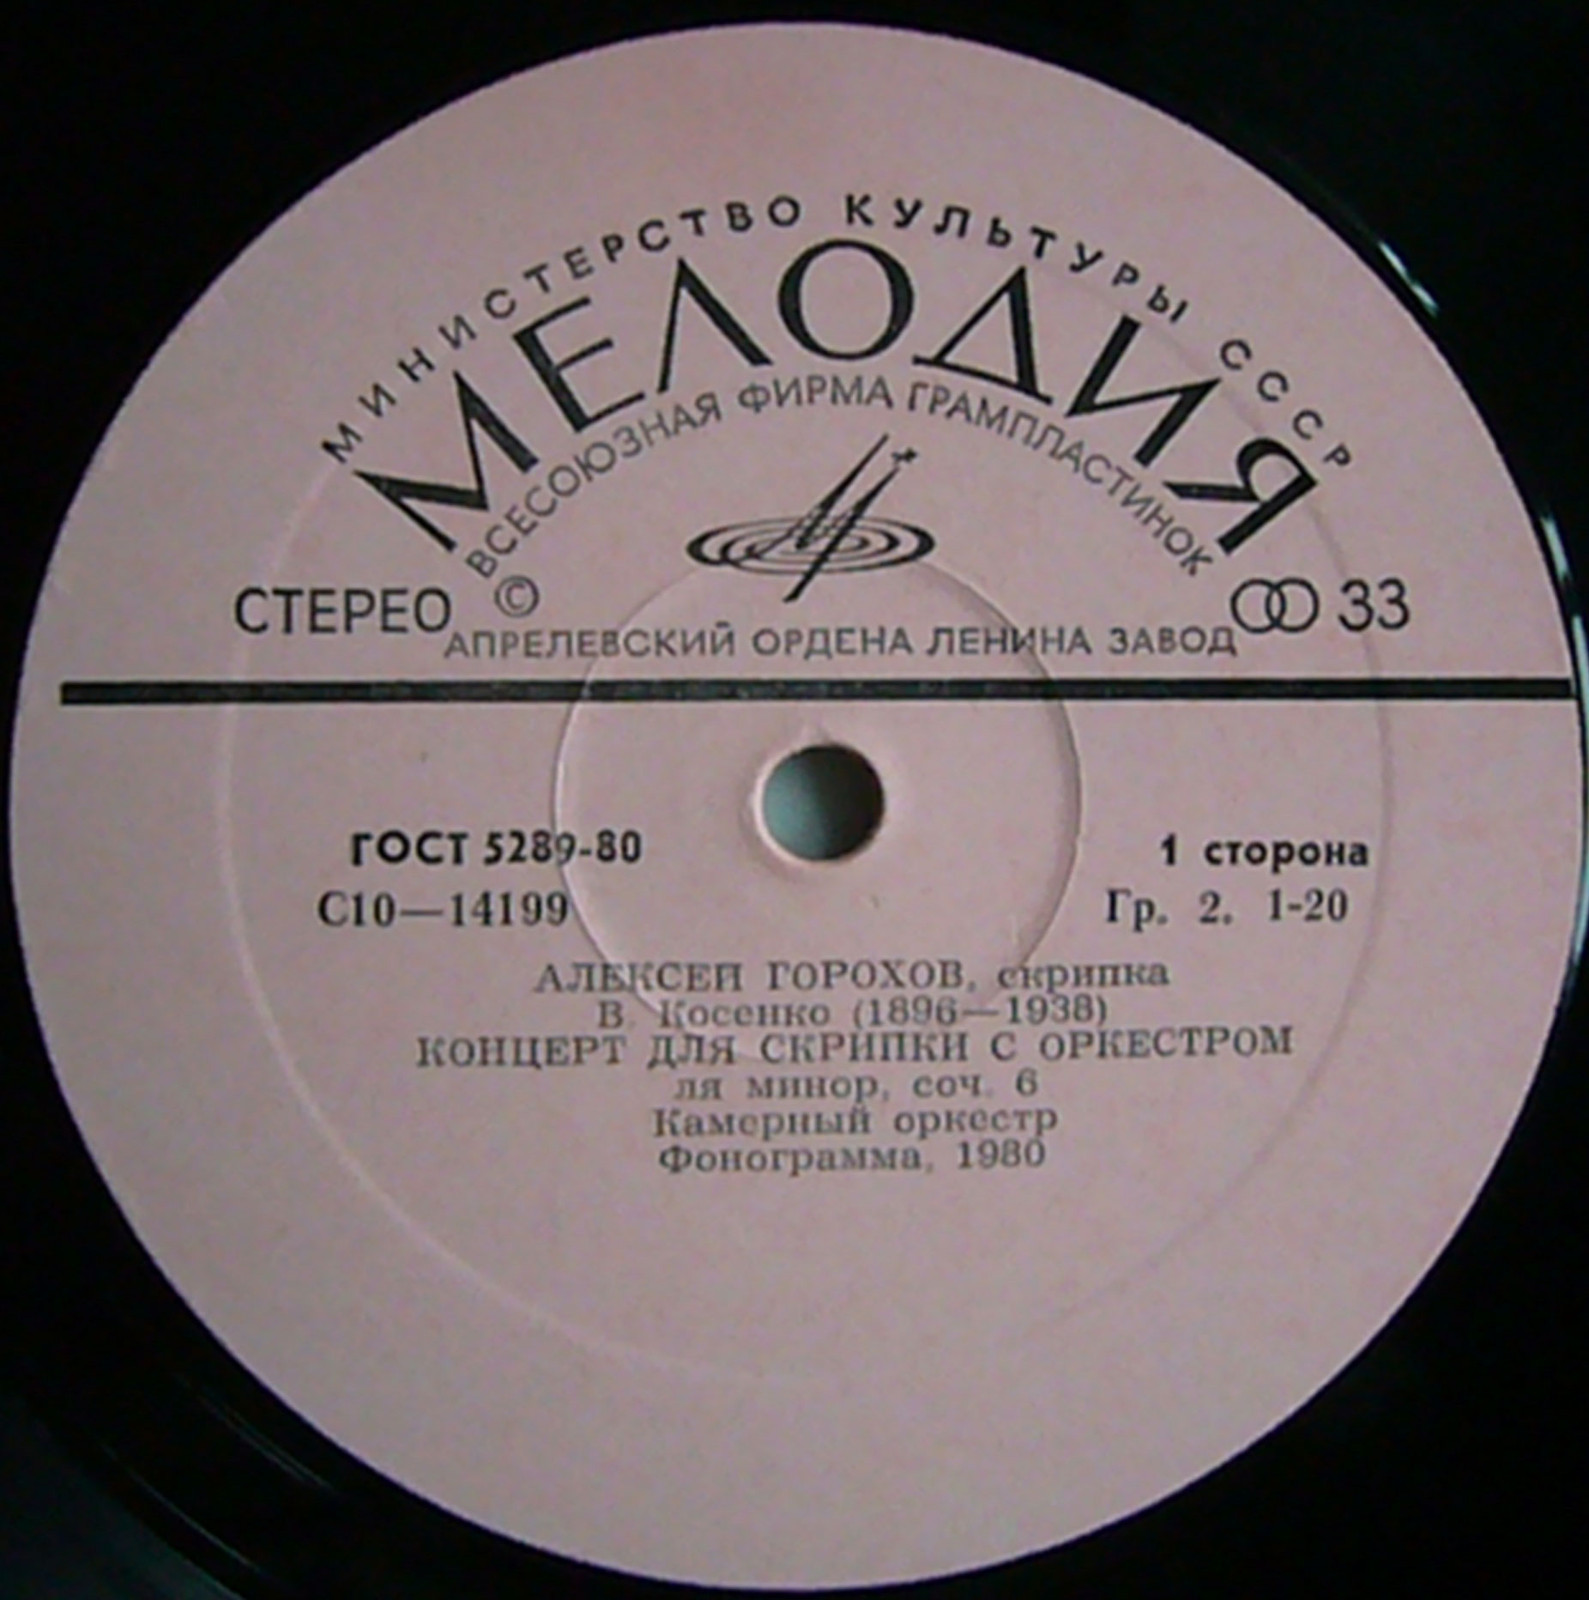 МИНИСТЕРСТВО КУЛЬТУРЫ СССР
МЕЛОДИЯ
ВСЕСОЮЗНАЯ ФИРМА ГРАМПЛАСТИНОК
СТЕРЕО © 33
АПРЕЛЕВСКИЙ ОРДЕНА ЛЕНИНА ЗАВОД
ГОСТ 5289-80 1 сторона
С10—14199 Гр. 2. 1-20
АЛЕКСЕЙ ГОРОХОВ, скрипка
В. Косенко (1896—1938)
КОНЦЕРТ ДЛЯ СКРИПКИ С ОРКЕСТРОМ
ля минор, соч. 6
Камерный оркестр
Фонограмма, 1980